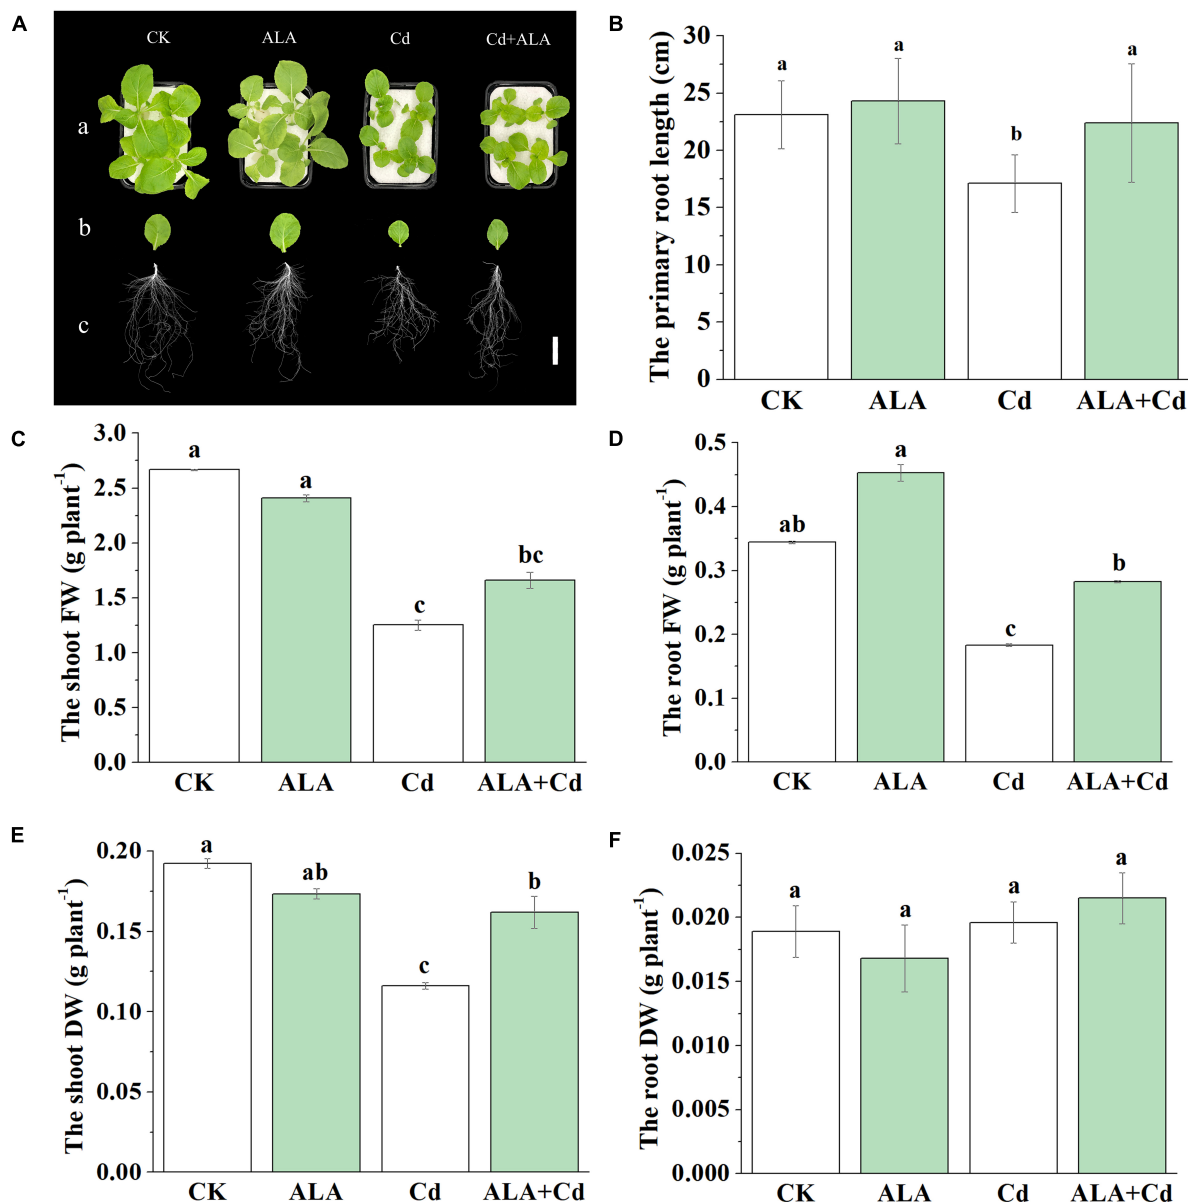 A
CK ALA Cd Cd+ALA
a
b
c
B
The primary root length (cm)
30
25
20
15
10
5
0
a a b a
CK ALA Cd ALA+Cd
C
The shoot FW (g plant⁻¹)
3.0
2.5
2.0
1.5
1.0
0.5
0.0
a a c bc
CK ALA Cd ALA+Cd
D
The root FW (g plant⁻¹)
0.5
0.4
0.3
0.2
0.1
0.0
ab a c b
CK ALA Cd ALA+Cd
E
The shoot DW (g plant⁻¹)
0.20
0.15
0.10
0.05
0.00
a ab c b
CK ALA Cd ALA+Cd
F
The root DW (g plant⁻¹)
0.025
0.020
0.015
0.010
0.005
0.000
a a a a
CK ALA Cd ALA+Cd